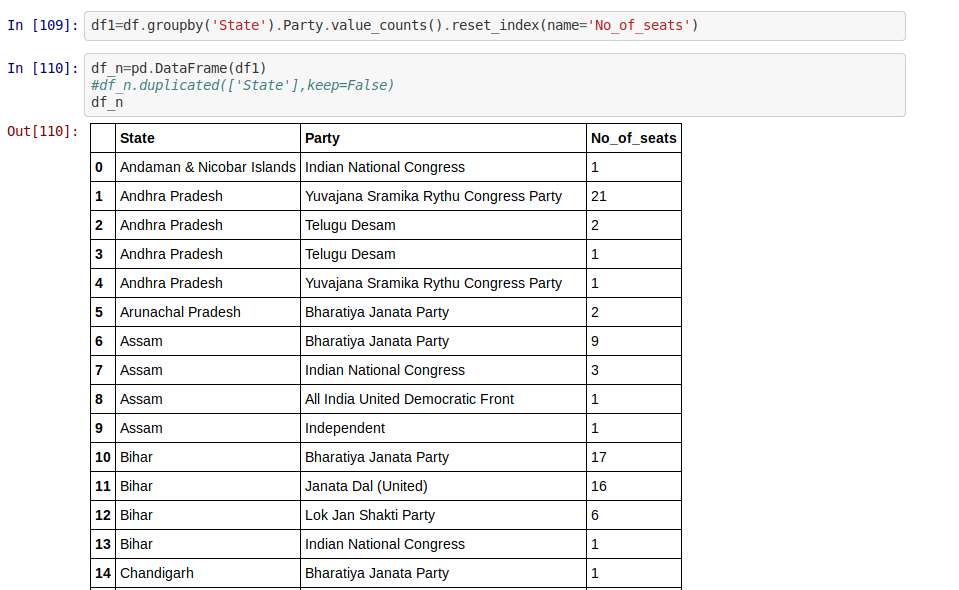 In [109]: df1=df.groupby('State').Party.value_counts().reset_index(name='No_of_seats')
In [110]: df_n=pd.DataFrame(df1)
#df_n.duplicated(['State'],keep=False)
df_n
Out[110]:
State Party No_of_seats
0 Andaman & Nicobar Islands Indian National Congress 1
1 Andhra Pradesh Yuvajana Sramika Rythu Congress Party 21
2 Andhra Pradesh Telugu Desam 2
3 Andhra Pradesh Telugu Desam 1
4 Andhra Pradesh Yuvajana Sramika Rythu Congress Party 1
5 Arunachal Pradesh Bharatiya Janata Party 2
6 Assam Bharatiya Janata Party 9
7 Assam Indian National Congress 3
8 Assam All India United Democratic Front 1
9 Assam Independent 1
10 Bihar Bharatiya Janata Party 17
11 Bihar Janata Dal (United) 16
12 Bihar Lok Jan Shakti Party 6
13 Bihar Indian National Congress 1
14 Chandigarh Bharatiya Janata Party 1